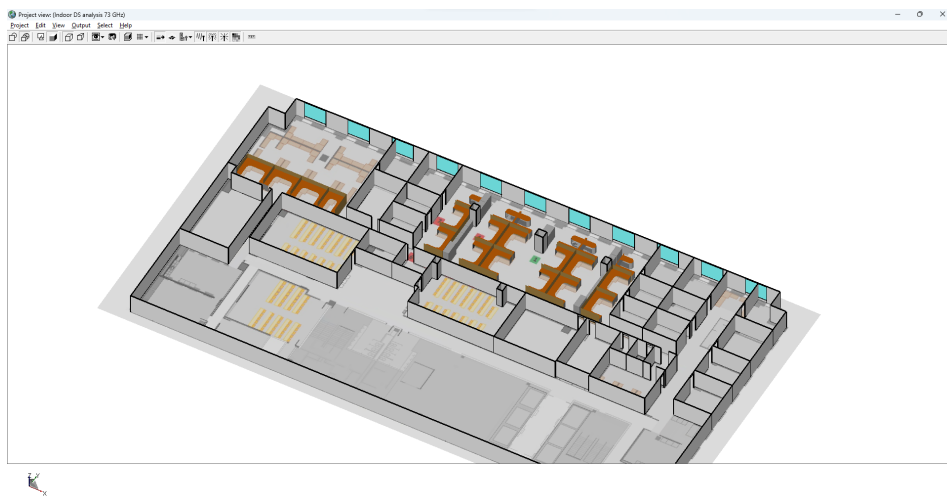 Project view: (Indoor DS analysis 73 GHz)
Project Edit View Output Select Help
Z Y
X